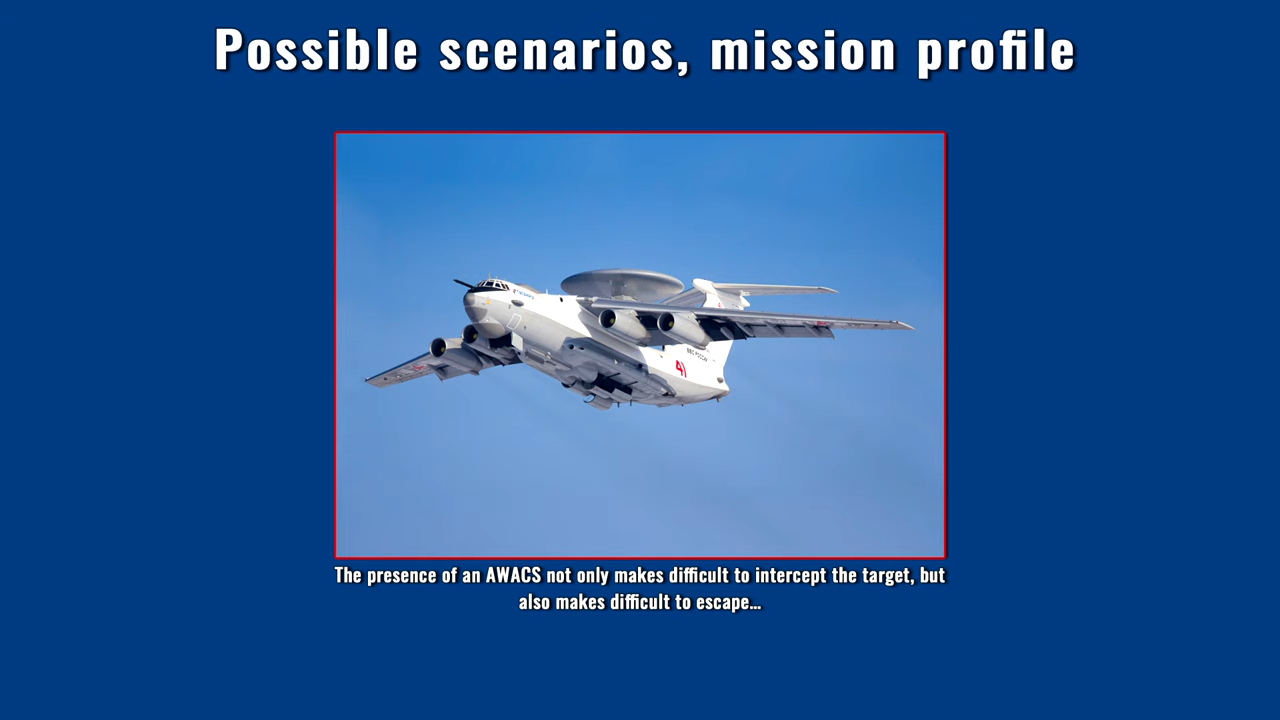 Possible scenarios, mission profile
41
The presence of an AWACS not only makes difficult to intercept the target, but
also makes difficult to escape...